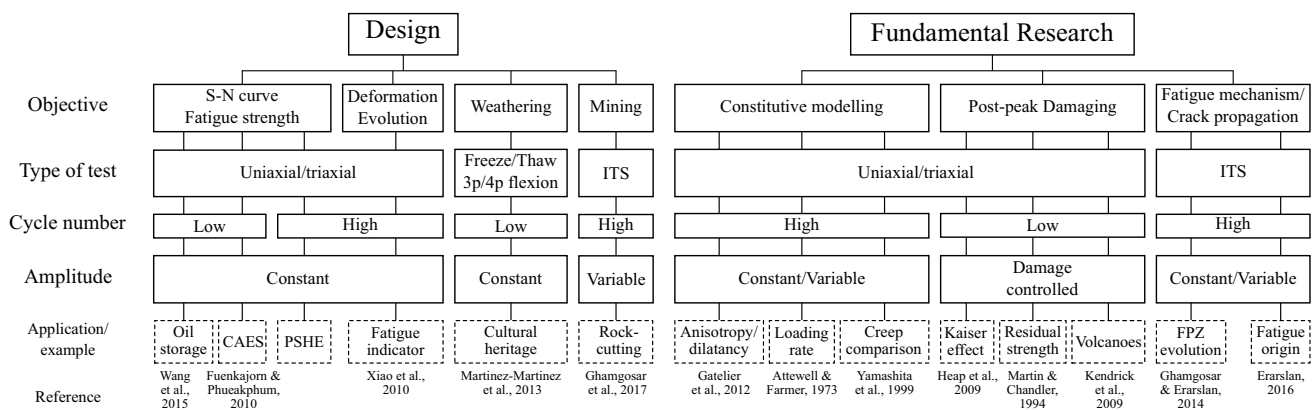 Design
Fundamental Research
Objective
S-N curve
Fatigue strength
Deformation
Evolution
Weathering
Mining
Constitutive modelling
Post-peak Damaging
Fatigue mechanism/
Crack propagation
Type of test
Uniaxial/triaxial
Freeze/Thaw
3p/4p flexion
ITS
Uniaxial/triaxial
ITS
Cycle number
Low
High
Low
High
High
Low
High
Amplitude
Constant
Constant
Variable
Constant/Variable
Damage
controlled
Constant/Variable
Application/
example
Oil
storage
CAES
PSHE
Fatigue
indicator
Cultural
heritage
Rock-
cutting
Anisotropy/
dilatancy
Loading
rate
Creep
comparison
Kaiser
effect
Residual
strength
Volcanoes
FPZ
evolution
Fatigue
origin
Reference
Wang
et al.,
2015
Fuenkajorn &
Phueakphum,
2010
Xiao et al.,
2010
Martinez-Martinez
et al., 2013
Ghamgosar
et al., 2017
Gatelier
et al., 2012
Attewell &
Farmer, 1973
Yamashita
et al., 1999
Heap et al.,
2009
Martin &
Chandler,
1994
Kendrick
et al.,
2009
Ghamgosar
& Erarslan,
2014
Erarslan,
2016